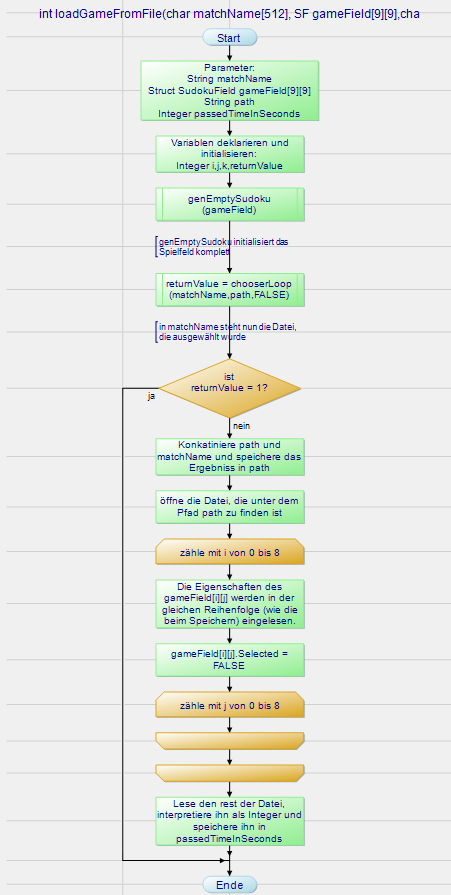 int loadGameFromFile(char matchName[512], SF gameField[9][9],cha
Start
Parameter:
String matchName
Struct SudokuField gameField[9][9]
String path
Integer passedTimeInSeconds
Variablen deklarieren und
initialisieren:
Integer i,j,k,returnValue
genEmptySudoku
(gameField)
genEmptySudoku initialisiert das
Spielfeld komplett
returnValue = chooserLoop
(matchName,path,FALSE)
in matchName steht nun die Datei,
die ausgewählt wurde
ist
returnValue = 1?
ja
nein
Konkatiniere path und
matchName und speichere das
Ergebniss in path
öffne die Datei, die unter dem
Pfad path zu finden ist
zähle mit i von 0 bis 8
Die Eigenschaften des
gameField[i][j] werden in der
gleichen Reihenfolge (wie die
beim Speichern) eingelesen.
gameField[i][j].Selected =
FALSE
zähle mit j von 0 bis 8
Lese den rest der Datei,
interpretiere ihn als Integer und
speichere ihn in
passedTimeInSeconds
Ende